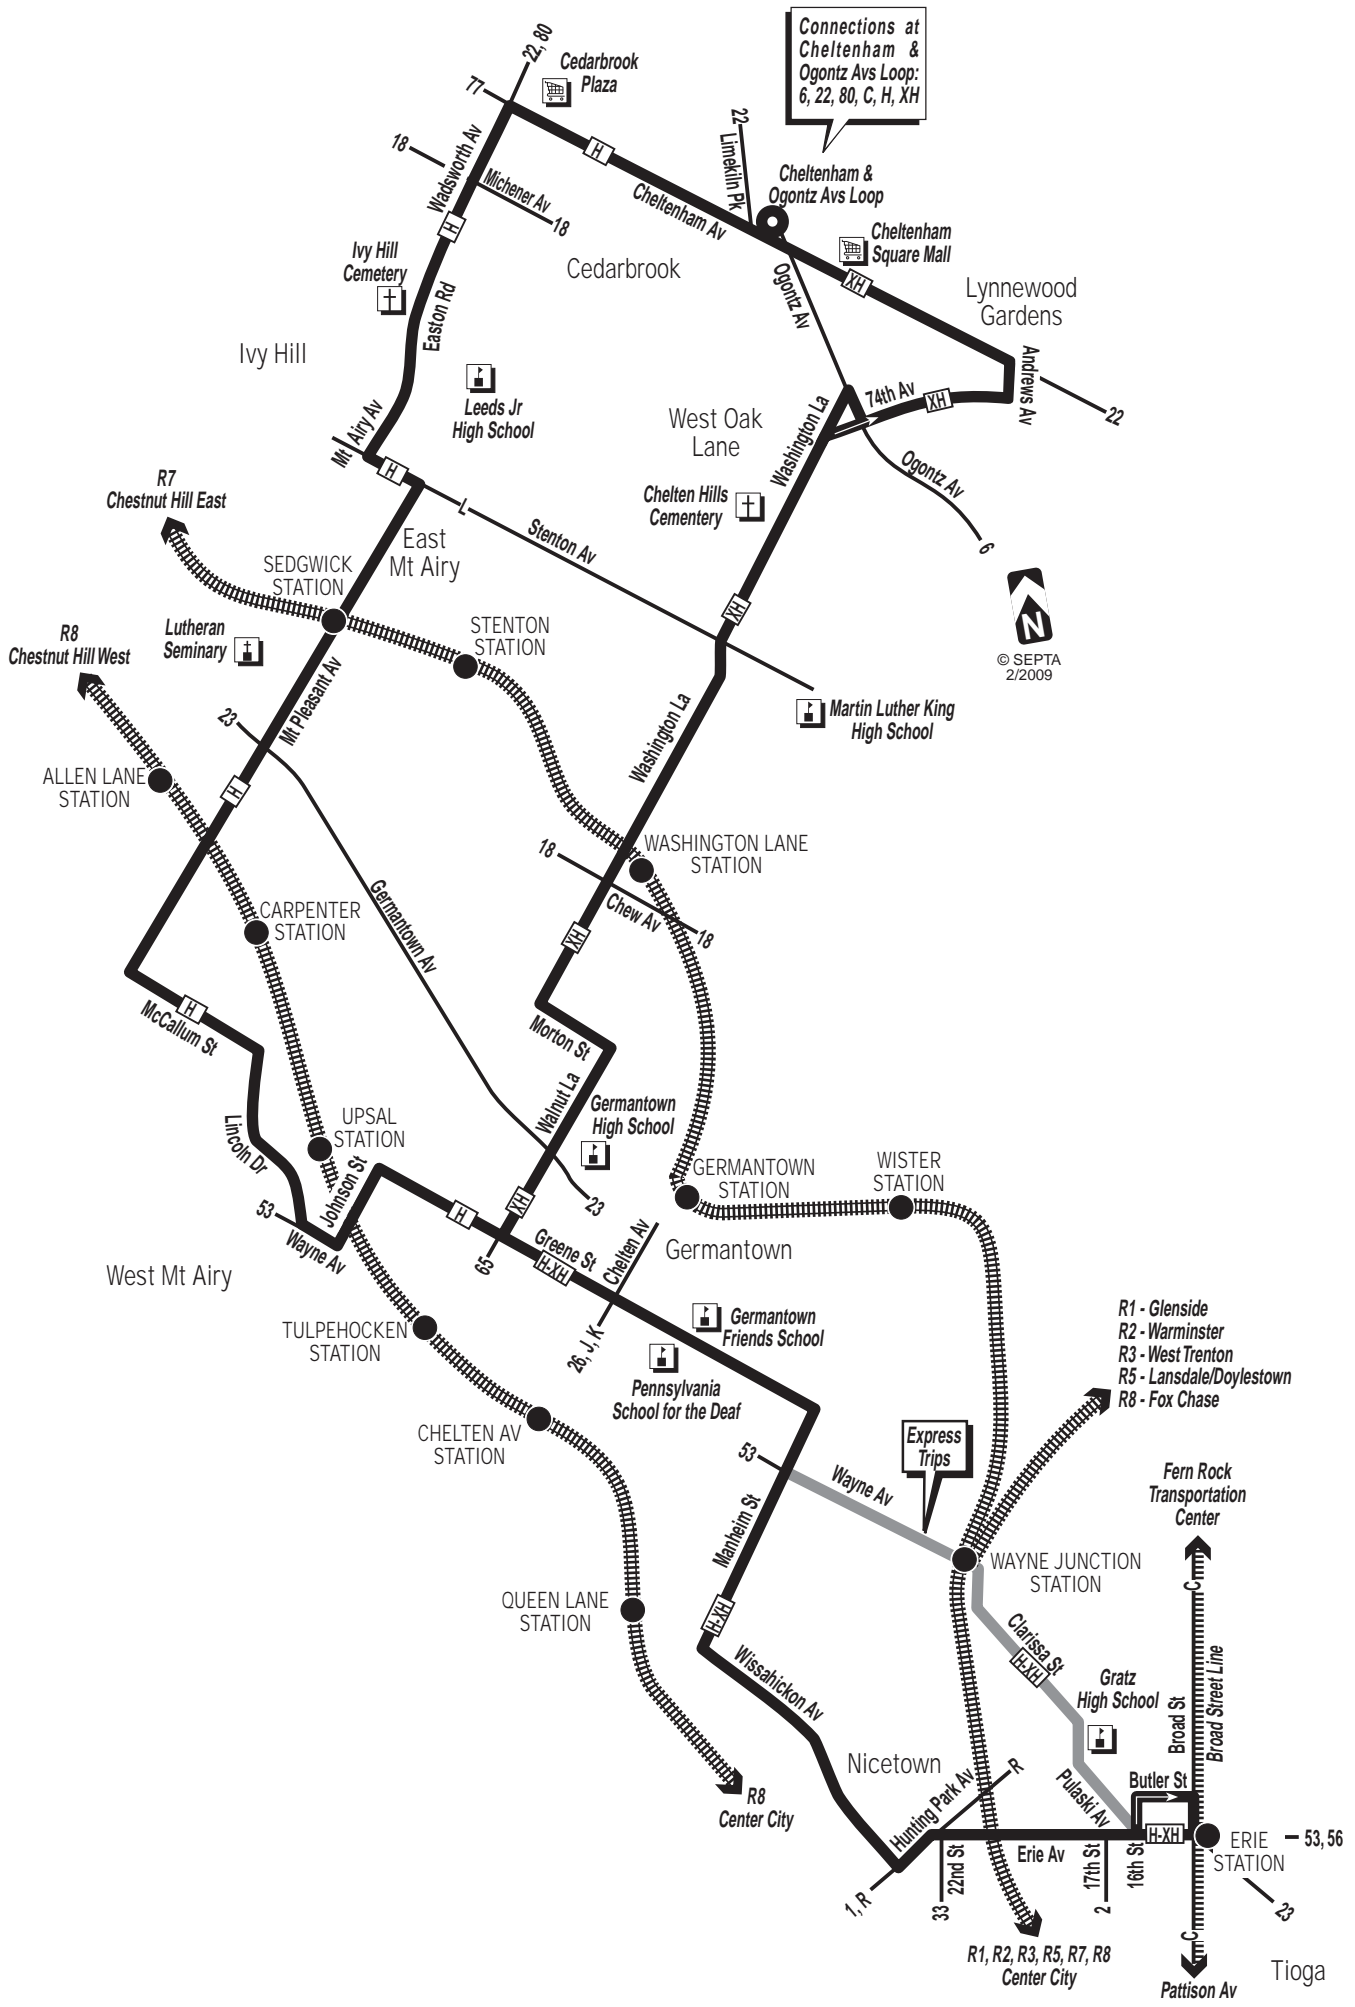 Connections at
Cheltenham &
Ogontz Avs Loop:
6, 22, 80, C, H, XH
22, 80
Cedarbrook
Plaza
77
18
Wadsworth Av
Michener Av
18
H
H
22
Limekiln Pk
Cheltenham &
Ogontz Avs Loop
Cheltenham Av
Cheltenham
Square Mall
XH
Ivy Hill
Cemetery
Cedarbrook
Ogontz Av
Lynnewood
Gardens
Easton Rd
Ivy Hill
Andrews Av
Leeds Jr
High School
West Oak
Lane
Washington La
74th Av
XH
22
Mt Airy Av
H
Ogontz Av
6
R7
Chestnut Hill East
Chelten Hills
Cementery
L
Stenton Av
East
Mt Airy
SEDGWICK
STATION
N
© SEPTA
2/2009
XH
R8
Chestnut Hill West
Lutheran
Seminary
STENTON
STATION
Mt Pleasant Av
23
Washington La
Martin Luther King
High School
ALLEN LANE
STATION
H
18
WASHINGTON LANE
STATION
Germantown Av
Chew Av
18
CARPENTER
STATION
XH
H
McCallum St
Morton St
Walnut La
Germantown
High School
Lincoln Dr
UPSAL
STATION
Johnson St
GERMANTOWN
STATION
WISTER
STATION
53
Wayne Av
H
XH
23
65
Greene St
H-XH
Chelten Av
Germantown
West Mt Airy
26, J, K
Germantown
Friends School
TULPEHOCKEN
STATION
Pennsylvania
School for the Deaf
R1 - Glenside
R2 - Warminster
R3 - West Trenton
R5 - Lansdale/Doylestown
R8 - Fox Chase
CHELTEN AV
STATION
Express
Trips
53
Wayne Av
Fern Rock
Transportation
Center
Manheim St
WAYNE JUNCTION
STATION
C
QUEEN LANE
STATION
H-XH
Clarissa St
H-XH
Wissahickon Av
Gratz
High School
Broad St
Broad Street Line
Nicetown
R
R8
Center City
Hunting Park Av
Pulaski Av
Butler St
H-XH
Erie Av
22nd St
17th St
16th St
ERIE
STATION
53, 56
1, R
33
2
23
C
R1, R2, R3, R5, R7, R8
Center City
Pattison Av
Tioga